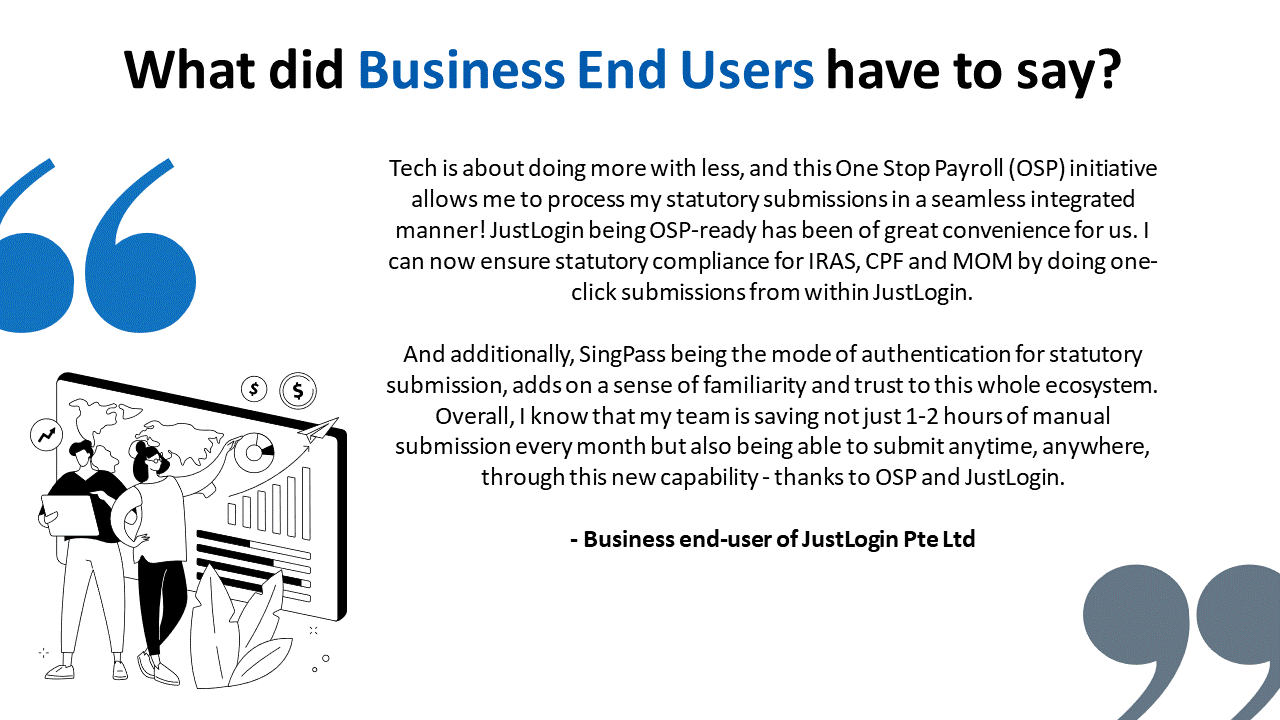 What did Business End Users have to say?
Tech is about doing more with less, and this One Stop Payroll (OSP) initiative
allows me to process my statutory submissions in a seamless integrated
manner! JustLogin being OSP-ready has been of great convenience for us. I
can now ensure statutory compliance for IRAS, CPF and MOM by doing one-
click submissions from within JustLogin.
And additionally, SingPass being the mode of authentication for statutory
submission, adds on a sense of familiarity and trust to this whole ecosystem.
Overall, I know that my team is saving not just 1-2 hours of manual
submission every month but also being able to submit anytime, anywhere,
through this new capability - thanks to OSP and JustLogin.
- Business end-user of JustLogin Pte Ltd